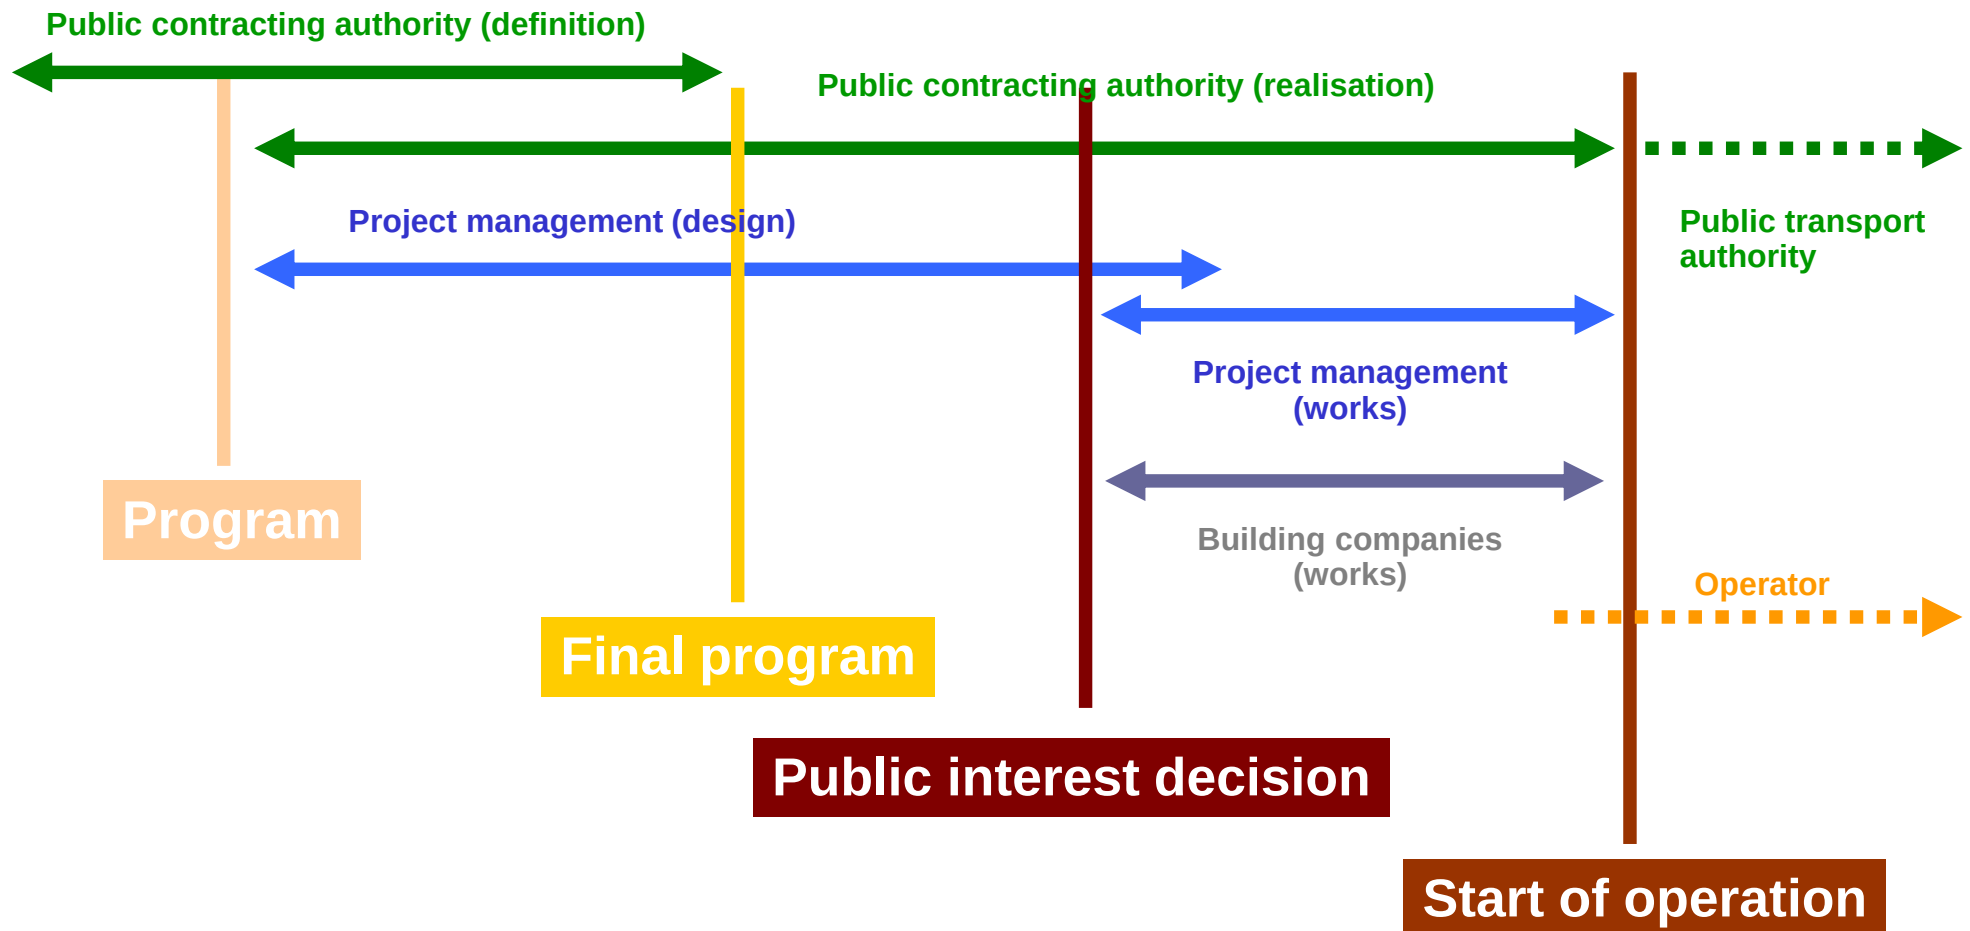 Public contracting authority (definition)
Public contracting authority (realisation)
Project management (design)
Public transport
authority
Project management
(works)
Program
Building companies
(works)
Operator
Final program
Public interest decision
Start of operation